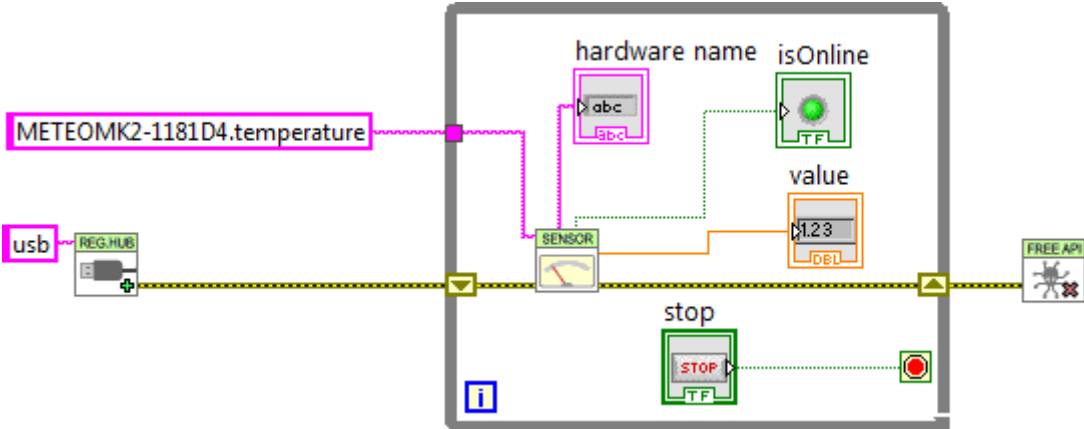 hardware name
isOnline
abc
abc
TF
METEOMK2-1181D4.temperature
value
1.23
DBL
usb
REG.HUB
SENSOR
FREE API
stop
STOP
TF
i